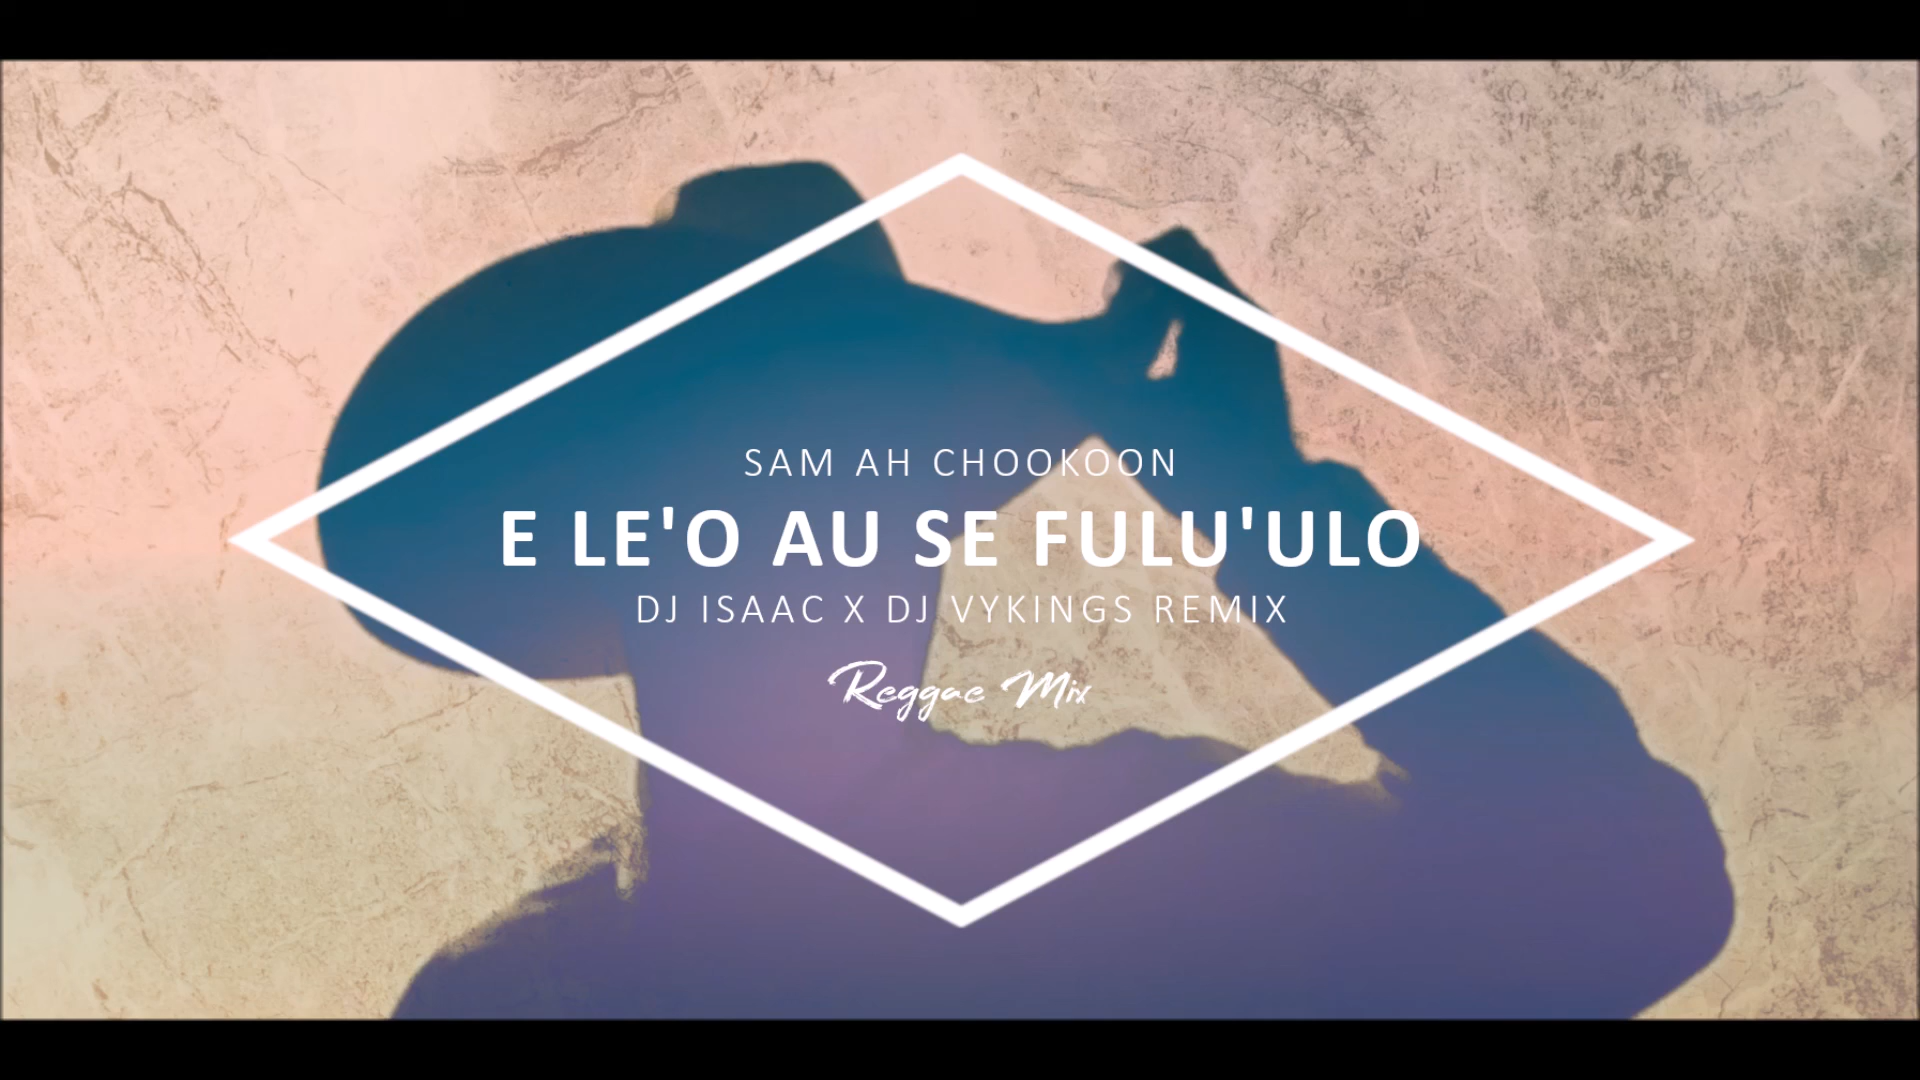 SAM AH CHOOKOON
E LE'O AU SE FULU'ULO
DJ ISAAC X DJ VYKINGS REMIX
Reggae Mix